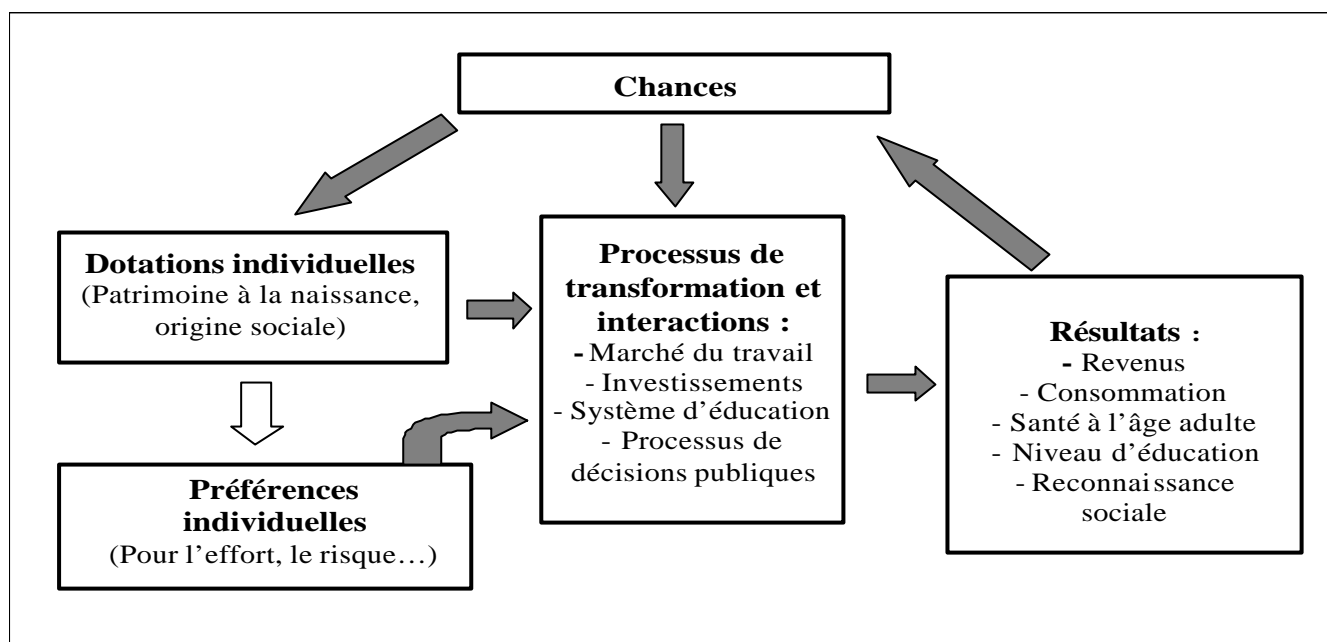 Chances
Dotations individuelles
(Patrimoine à la naissance,
origine sociale)
Préférences
individuelles
(Pour l'effort, le risque…)
Processus de
transformation et
interactions :
- Marché du travail
- Investissements
- Système d'éducation
- Processus de
décisions publiques
Résultats :
- Revenus
- Consommation
- Santé à l'âge adulte
- Niveau d'éducation
- Reconnaissance
sociale